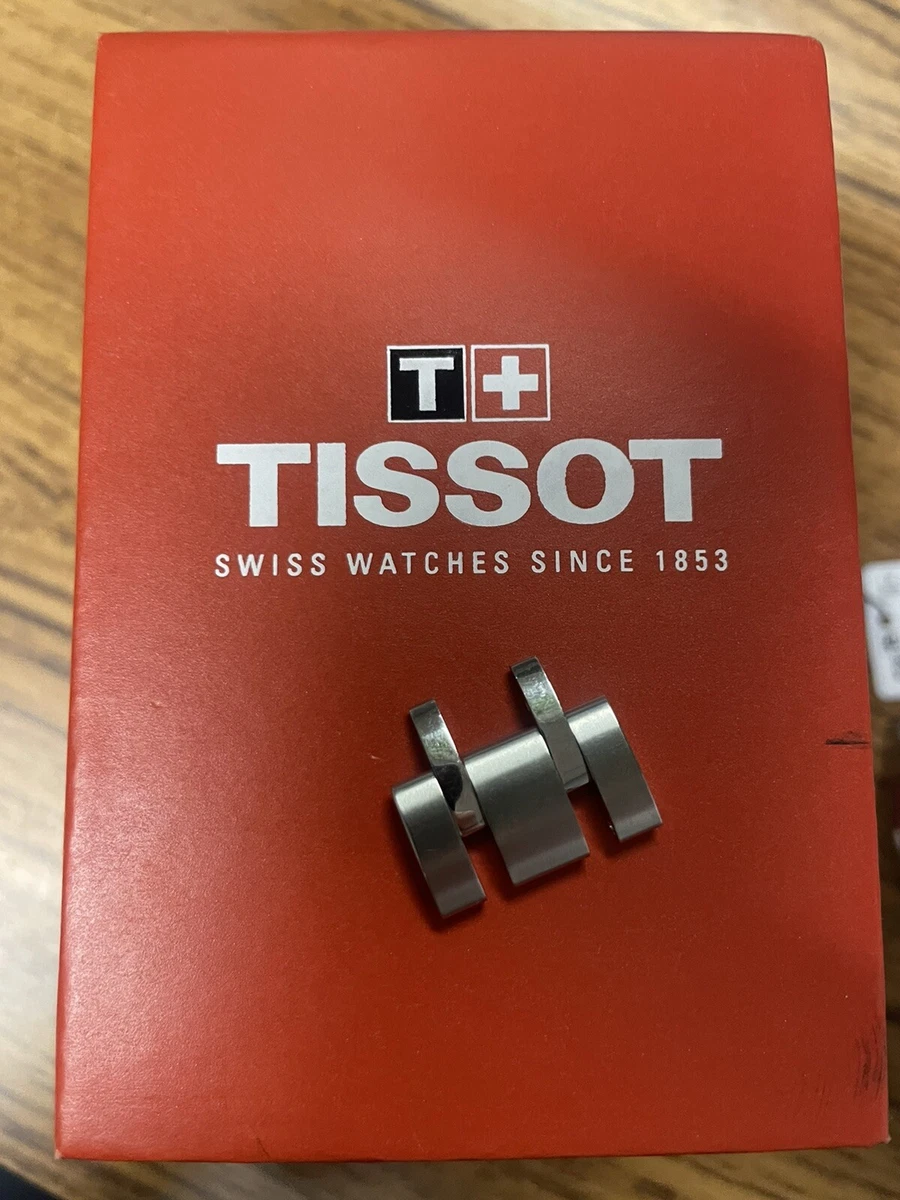 T
TISSOT
SWISS WATCHES SINCE 1853